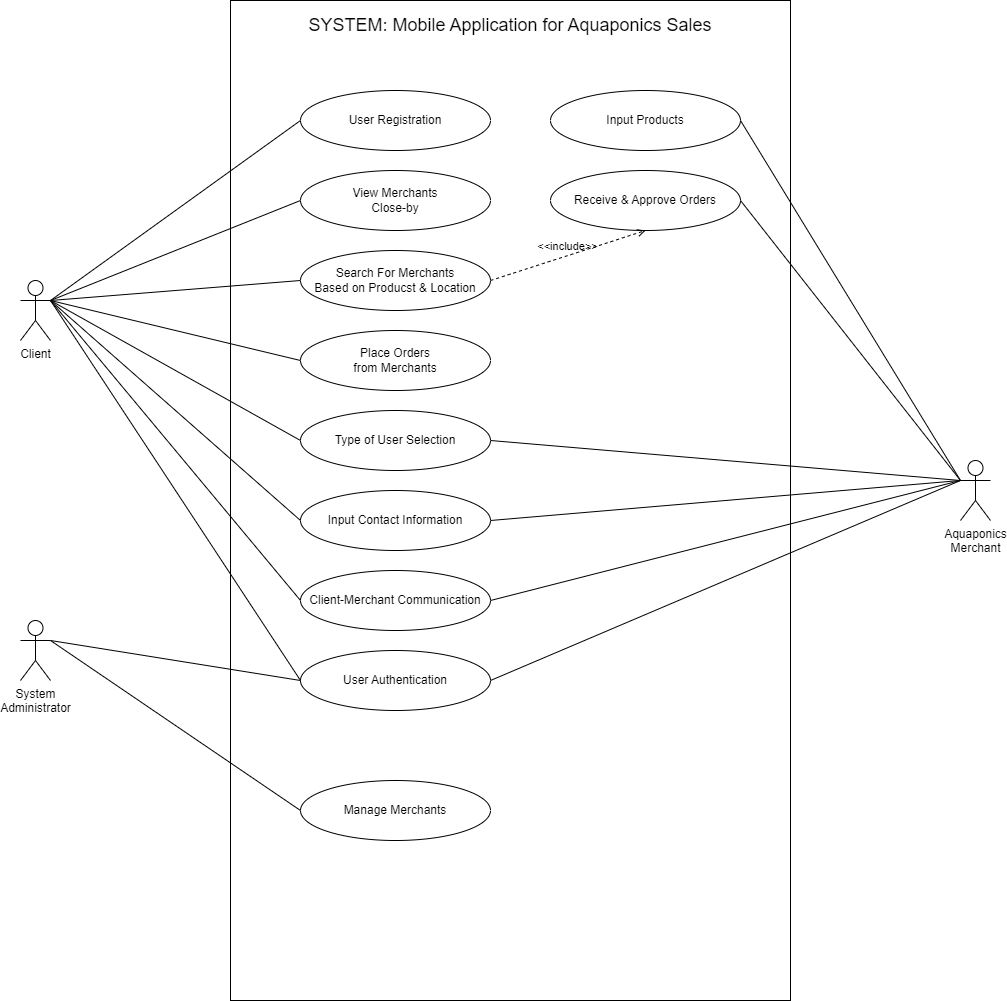 SYSTEM: Mobile Application for Aquaponics Sales
User Registration
Input Products
View Merchants
Close-by
Receive & Approve Orders
<<include>>
Search For Merchants
Based on Producst & Location
Client
Place Orders
from Merchants
Type of User Selection
Input Contact Information
Aquaponics
Merchant
Client-Merchant Communication
User Authentication
System
Administrator
Manage Merchants